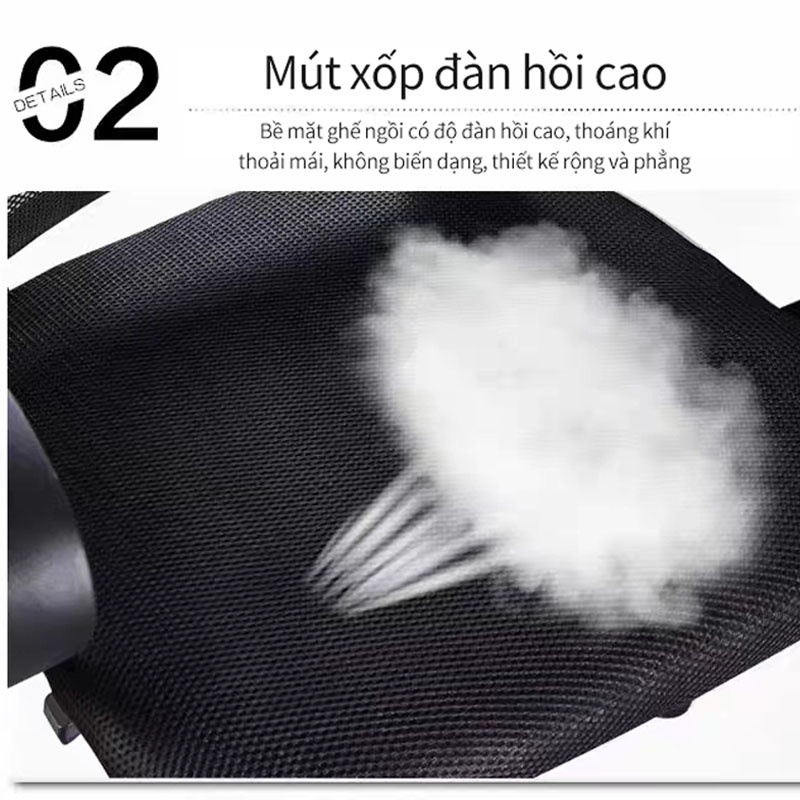 02
DETAILS
Mút xốp đàn hồi cao
Bề mặt ghế ngồi có độ đàn hồi cao, thoáng khí
thoải mái, không biến dạng, thiết kế rộng và phẳng